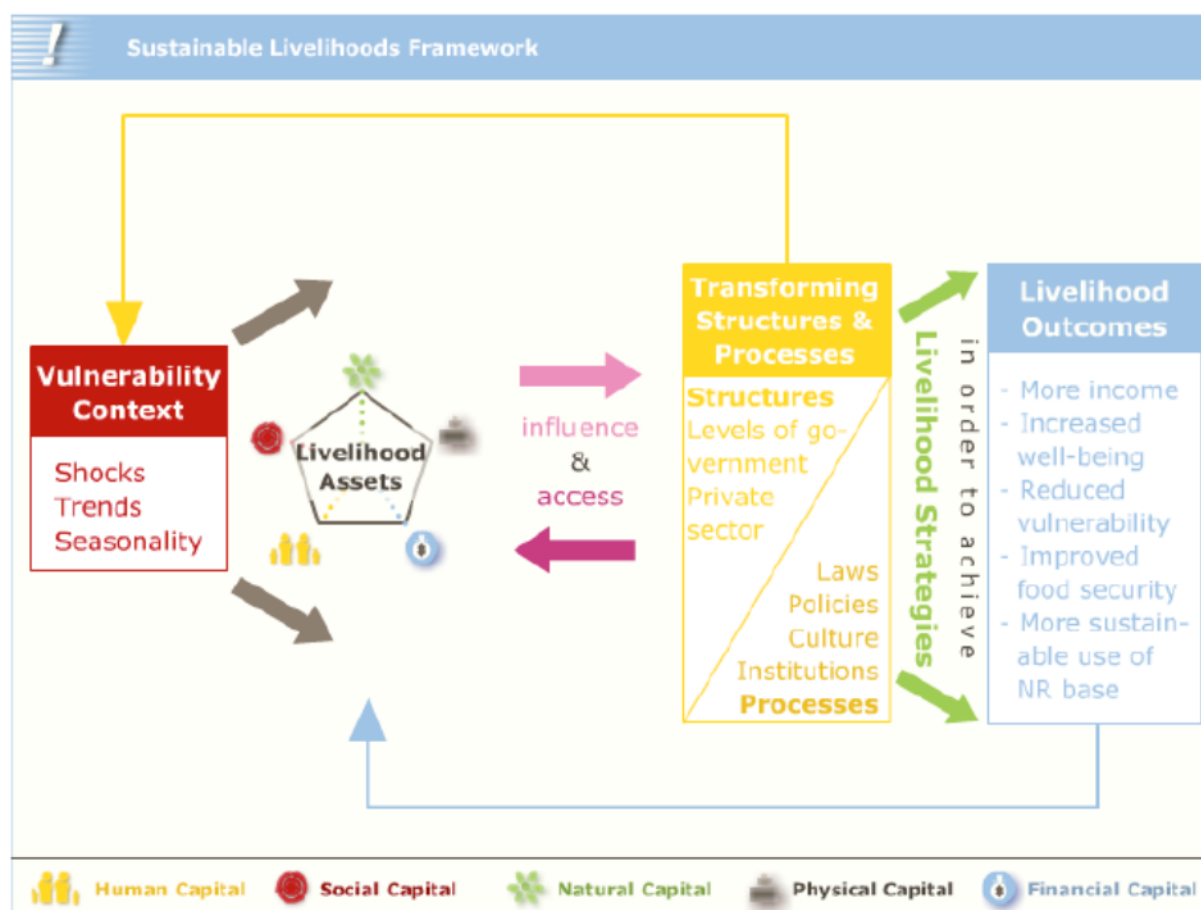 !
Sustainable Livelihoods Framework
Vulnerability
Context
Shocks
Trends
Seasonality
Livelihood
Assets
influence
&
access
Transforming
Structures &
Processes
Structures
Levels of go-
vernment
Private
sector
Laws
Policies
Culture
Institutions
Processes
Livelihood Strategies
in order to achieve
Livelihood
Outcomes
- More income
- Increased
well-being
- Reduced
vulnerability
- Improved
food security
- More sustain-
able use of
NR base
Human Capital
Social Capital
Natural Capital
Physical Capital
Financial Capital